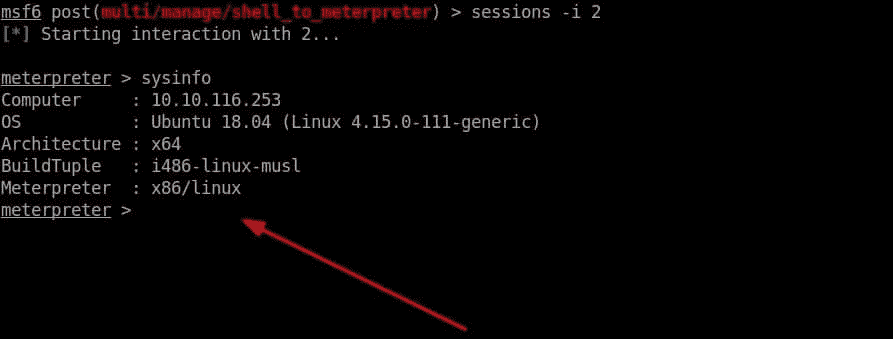 msf6 post(multi/manage/shell_to_meterpreter) > sessions -i 2
[*] Starting interaction with 2...
meterpreter > sysinfo
Computer     : 10.10.116.253
OS           : Ubuntu 18.04 (Linux 4.15.0-111-generic)
Architecture : x64
BuildTuple   : i486-linux-musl
Meterpreter  : x86/linux
meterpreter >